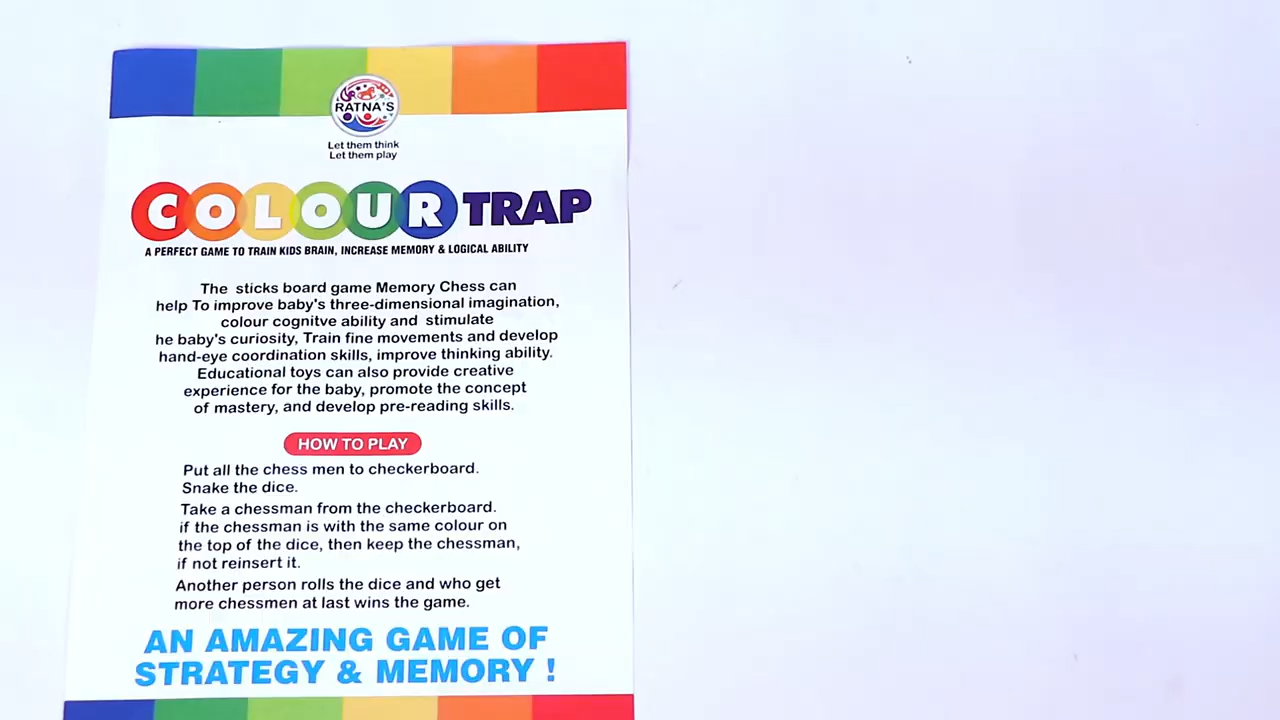 RATNA'S
Let them think
Let them play
COLOUR TRAP
A PERFECT GAME TO TRAIN KIDS BRAIN, INCREASE MEMORY & LOGICAL ABILITY
The sticks board game Memory Chess can
help To improve baby's three-dimensional imagination,
colour cognitve ability and stimulate
he baby's curiosity, Train fine movements and develop
hand-eye coordination skills, improve thinking ability.
Educational toys can also provide creative
experience for the baby, promote the concept
of mastery, and develop pre-reading skills.
HOW TO PLAY
Put all the chess men to checkerboard.
Snake the dice.
Take a chessman from the checkerboard.
if the chessman is with the same colour on
the top of the dice, then keep the chessman,
if not reinsert it.
Another person rolls the dice and who get
more chessmen at last wins the game.
AN AMAZING GAME OF
STRATEGY & MEMORY !